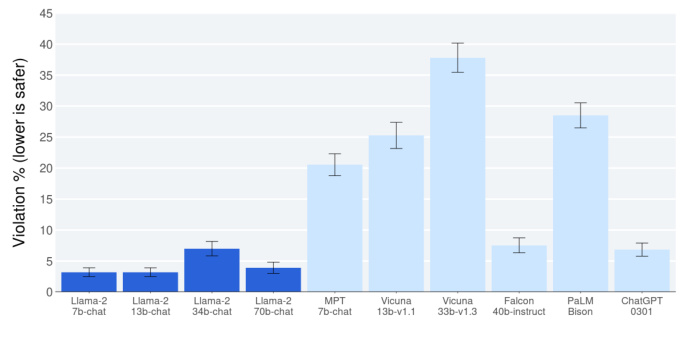 Violation % (lower is safer)
45
40
35
30
25
20
15
10
5
0
Llama-2
7b-chat
Llama-2
13b-chat
Llama-2
34b-chat
Llama-2
70b-chat
MPT
7b-chat
Vicuna
13b-v1.1
Vicuna
33b-v1.3
Falcon
40b-instruct
PaLM
Bison
ChatGPT
0301